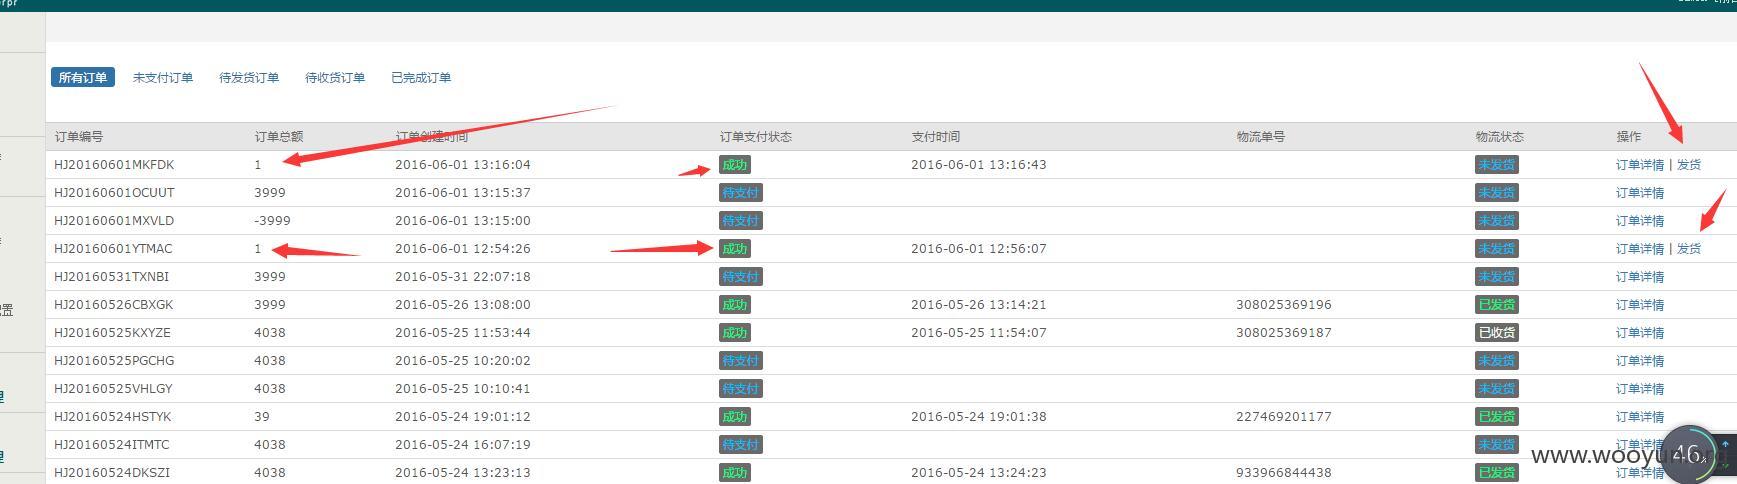 所有订单 未支付订单 待发货订单 待收货订单 已完成订单
订单编号 订单总额 订单创建时间 订单支付状态 支付时间 物流单号 物流状态 操作
HJ20160601MKFDK 1 2016-06-01 13:16:04 成功 2016-06-01 13:16:43 未发货 订单详情 | 发货
HJ20160601OCUUT 3999 2016-06-01 13:15:37 待支付 未发货 订单详情
HJ20160601MXVLD -3999 2016-06-01 13:15:00 待支付 未发货 订单详情
HJ20160601YTMAC 1 2016-06-01 12:54:26 成功 2016-06-01 12:56:07 未发货 订单详情 | 发货
HJ20160531TXNBI 3999 2016-05-31 22:07:18 待支付 未发货 订单详情
HJ20160526CBXGK 3999 2016-05-26 13:08:00 成功 2016-05-26 13:14:21 308025369196 已发货 订单详情
HJ20160525KXYZE 4038 2016-05-25 11:53:44 成功 2016-05-25 11:54:07 308025369187 已收货 订单详情
HJ20160525PGCHG 4038 2016-05-25 10:20:02 待支付 未发货 订单详情
HJ20160525VHLGY 4038 2016-05-25 10:10:41 待支付 未发货 订单详情
HJ20160524HSTYK 39 2016-05-24 19:01:12 成功 2016-05-24 19:01:38 227469201177 已发货 订单详情
HJ20160524ITMTC 4038 2016-05-24 16:07:19 待支付 未发货 订单详情
HJ20160524DKSZI 4038 2016-05-24 13:23:13 成功 2016-05-24 13:24:23 933966844438 已发货 订单详情
www.wooyun.org
46%